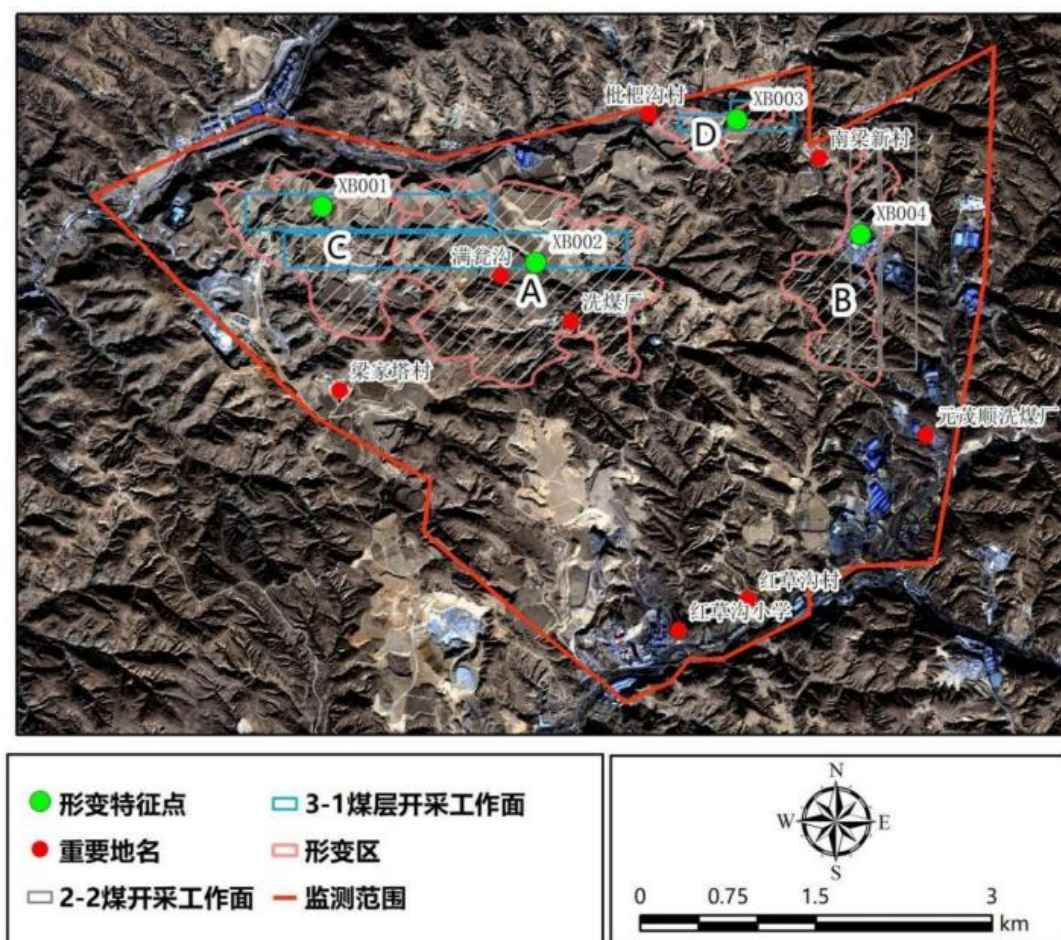 枇杷沟村
XB003
D
南梁新村
XB001
XB004
C
XB002
满瓮沟
A
B
洗煤厂
梁家塔村
元茂顺洗煤厂
红草沟村
红草沟小学
形变特征点
3-1煤层开采工作面
重要地名
形变区
2-2煤开采工作面
监测范围
N
W E
S
0 0.75 1.5 3
km